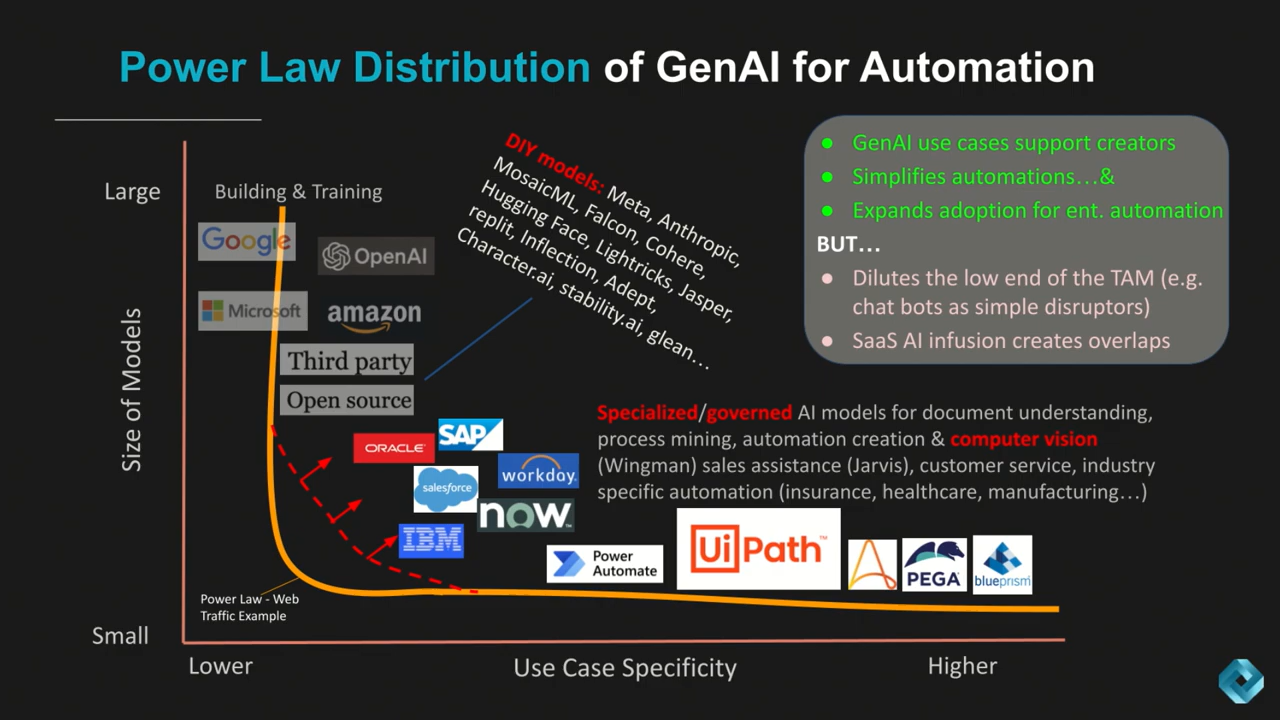 Power Law Distribution of GenAI for Automation
Large
Building & Training
Google
OpenAI
Microsoft
amazon
Third party
Open source
DIY models: Meta, Anthropic,
MosaicML, Falcon, Cohere,
Hugging Face, Lightricks, Jasper,
replit, Inflection, Adept,
Character.ai, stability.ai, glean…
● GenAI use cases support creators
● Simplifies automations…&
● Expands adoption for ent. automation
BUT…
● Dilutes the low end of the TAM (e.g.
chat bots as simple disruptors)
● SaaS AI infusion creates overlaps
Size of Models
ORACLE
SAP
salesforce
workday.
now™
IBM
Specialized/governed AI models for document understanding,
process mining, automation creation & computer vision
(Wingman) sales assistance (Jarvis), customer service, industry
specific automation (insurance, healthcare, manufacturing…)
Power
Automate
UiPath™
PEGA
blueprism
Power Law - Web
Traffic Example
Small
Lower
Use Case Specificity
Higher